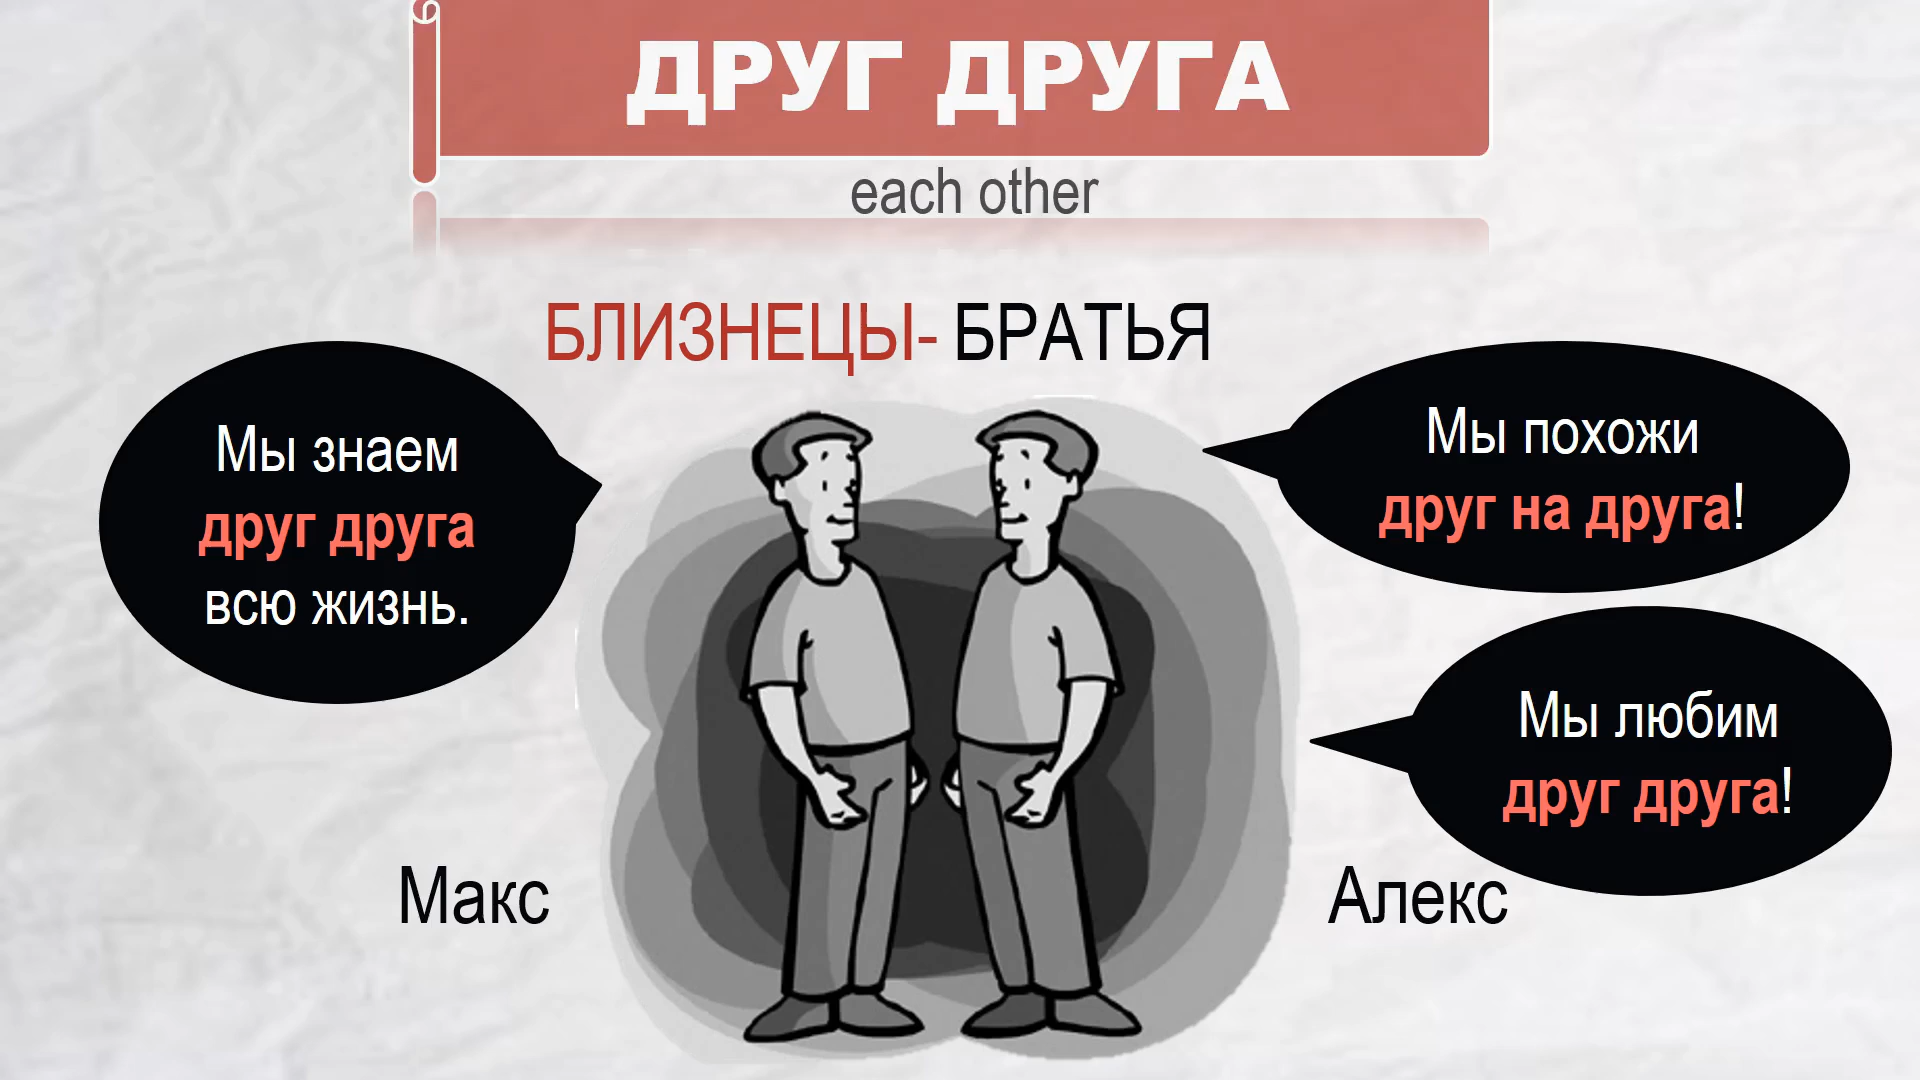 ДРУГ ДРУГА
each other
БЛИЗНЕЦЫ- БРАТЬЯ
Мы знаем
друг друга
всю жизнь.
Мы похожи
друг на друга!
Мы любим
друг друга!
Макс
Алекс